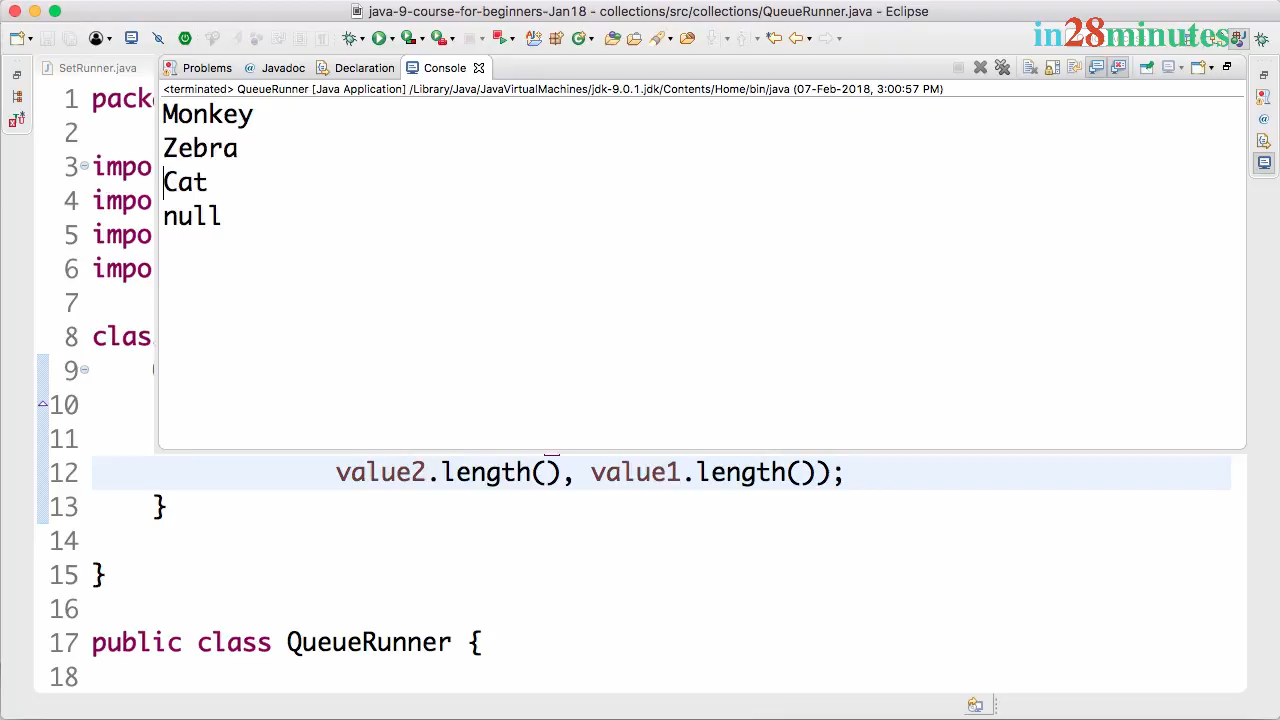 java-9-course-for-beginners-Jan18 - collections/src/collectis/QueueRunner.java - Eclipse
in28minutes
SetRunner.java
Problems
@ Javadoc
Declaration
Console
<terminated> QueueRunner [Java Application] /Library/Java/JavaVirtualMachines/jdk-9.0.1.jdk/Contents/Home/bin/java (07-Feb-2018, 3:00:57 PM)
Monkey
Zebra
Cat
null
1 pack
2
3 impo
4 impo
5 impo
6 impo
7
8 clas
9
10
11
12 value2.length(), value1.length());
13 }
14
15 }
16
17 public class QueueRunner {
18